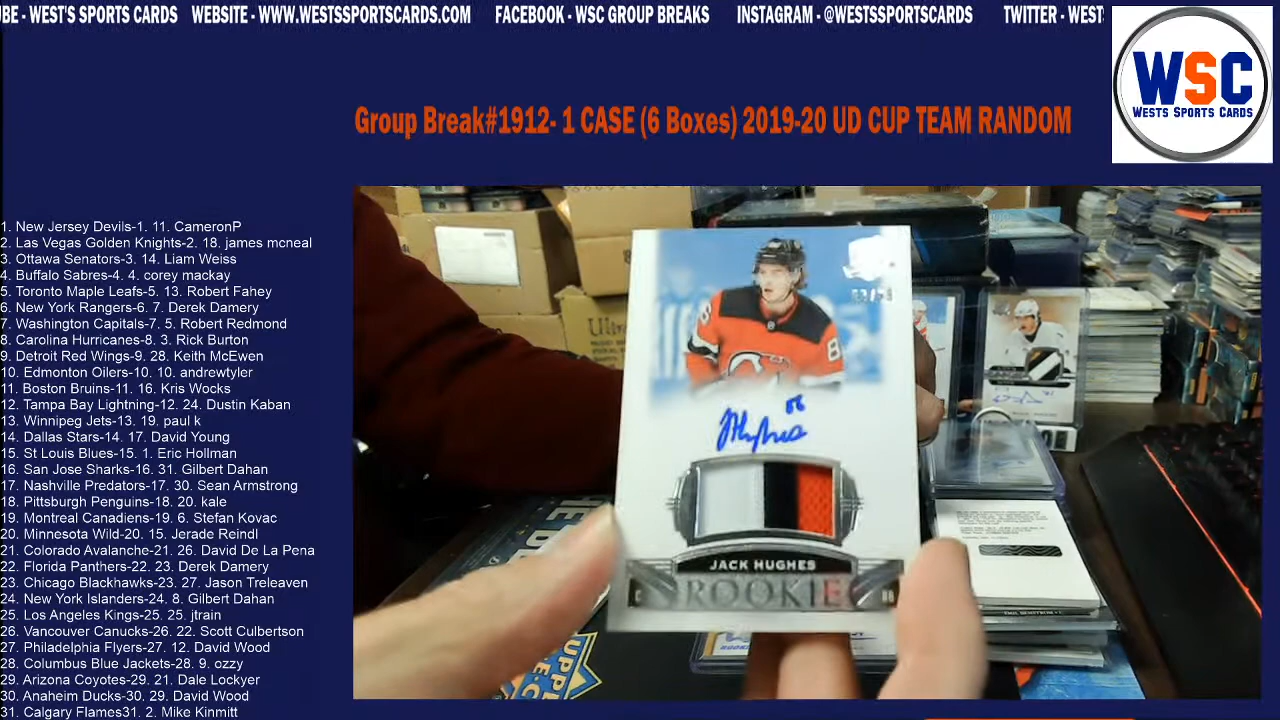 BE - WEST'S SPORTS CARDS WEBSITE - WWW.WESTSSPORTSCARDS.COM FACEBOOK - WSC GROUP BREAKS INSTAGRAM - @WESTSSPORTSCARDS TWITTER - WEST
WSC
WESTS SPORTS CARDS
Group Break#1912- 1 CASE (6 Boxes) 2019-20 UD CUP TEAM RANDOM
1. New Jersey Devils-1. 11. CameronP
2. Las Vegas Golden Knights-2. 18. james mcneal
3. Ottawa Senators-3. 14. Liam Weiss
4. Buffalo Sabres-4. 4. corey mackay
5. Toronto Maple Leafs-5. 13. Robert Fahey
6. New York Rangers-6. 7. Derek Damery
7. Washington Capitals-7. 5. Robert Redmond
8. Carolina Hurricanes-8. 3. Rick Burton
9. Detroit Red Wings-9. 28. Keith McEwen
10. Edmonton Oilers-10. 10. andrewtyler
11. Boston Bruins-11. 16. Kris Wocks
12. Tampa Bay Lightning-12. 24. Dustin Kaban
13. Winnipeg Jets-13. 19. paul k
14. Dallas Stars-14. 17. David Young
15. St Louis Blues-15. 1. Eric Hollman
16. San Jose Sharks-16. 31. Gilbert Dahan
17. Nashville Predators-17. 30. Sean Armstrong
18. Pittsburgh Penguins-18. 20. kale
19. Montreal Canadiens-19. 6. Stefan Kovac
20. Minnesota Wild-20. 15. Jerade Reindl
21. Colorado Avalanche-21. 26. David De La Pena
22. Florida Panthers-22. 23. Derek Damery
23. Chicago Blackhawks-23. 27. Jason Treleaven
24. New York Islanders-24. 8. Gilbert Dahan
25. Los Angeles Kings-25. 25. jtrain
26. Vancouver Canucks-26. 22. Scott Culbertson
27. Philadelphia Flyers-27. 12. David Wood
28. Columbus Blue Jackets-28. 9. ozzy
29. Arizona Coyotes-29. 21. Dale Lockyer
30. Anaheim Ducks-30. 29. David Wood
31. Calgary Flames31. 2. Mike Kinmitt
86
JHughes
JACK HUGHES
ROOKIE
C
86